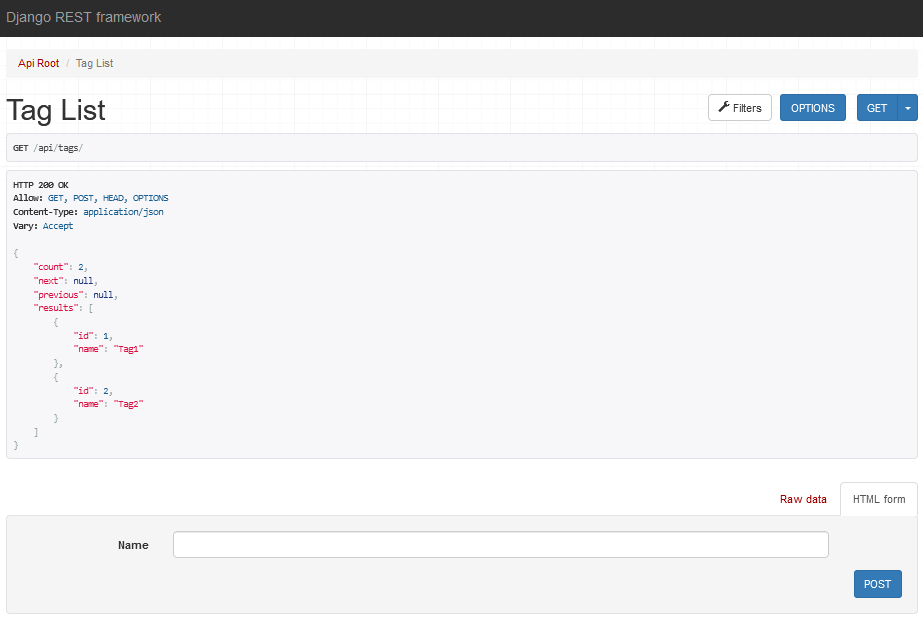 Django REST framework
Api Root / Tag List
Tag List
Filters
OPTIONS
GET
GET /api/tags/
HTTP 200 OK
Allow: GET, POST, HEAD, OPTIONS
Content-Type: application/json
Vary: Accept
{
    "count": 2,
    "next": null,
    "previous": null,
    "results": [
        {
            "id": 1,
            "name": "Tag1"
        },
        {
            "id": 2,
            "name": "Tag2"
        }
    ]
}
Raw data
HTML form
Name
POST